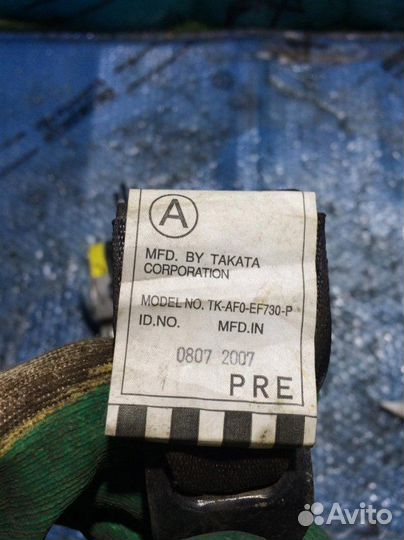 A
MFD. BY TAKATA
CORPORATION
MODEL NO. TK-AF0-EF730-P
ID.NO. MFD.IN
0807 2007
PRE
Avito